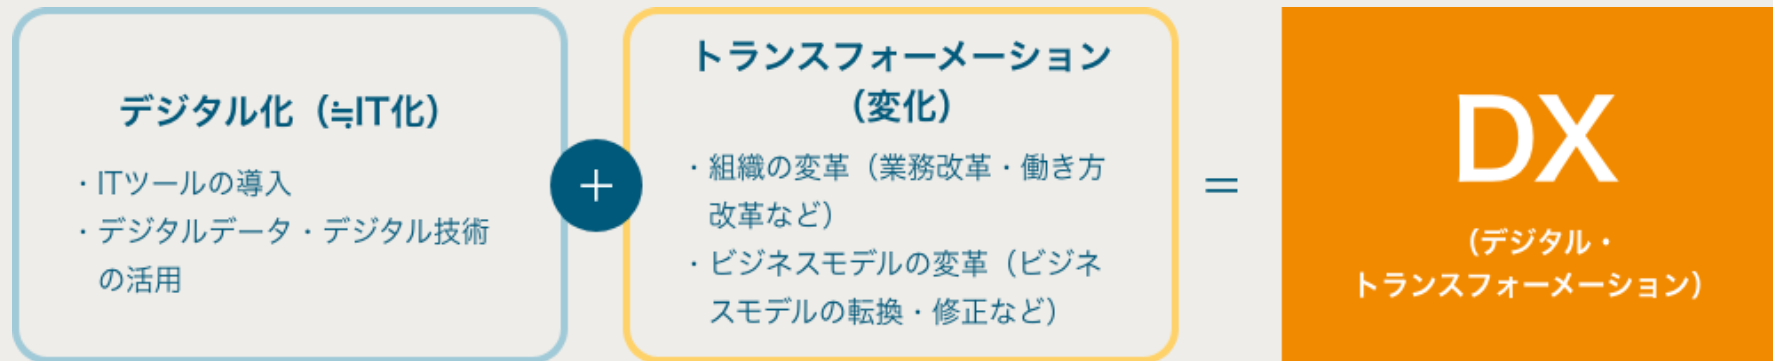 デジタル化（≒IT化）
・ITツールの導入
・デジタルデータ・デジタル技術
の活用
+
トランスフォーメーション
（変化）
・組織の変革（業務改革・働き方
改革など）
・ビジネスモデルの変革（ビジネ
スモデルの転換・修正など）
=
DX
（デジタル・
トランスフォーメーション）